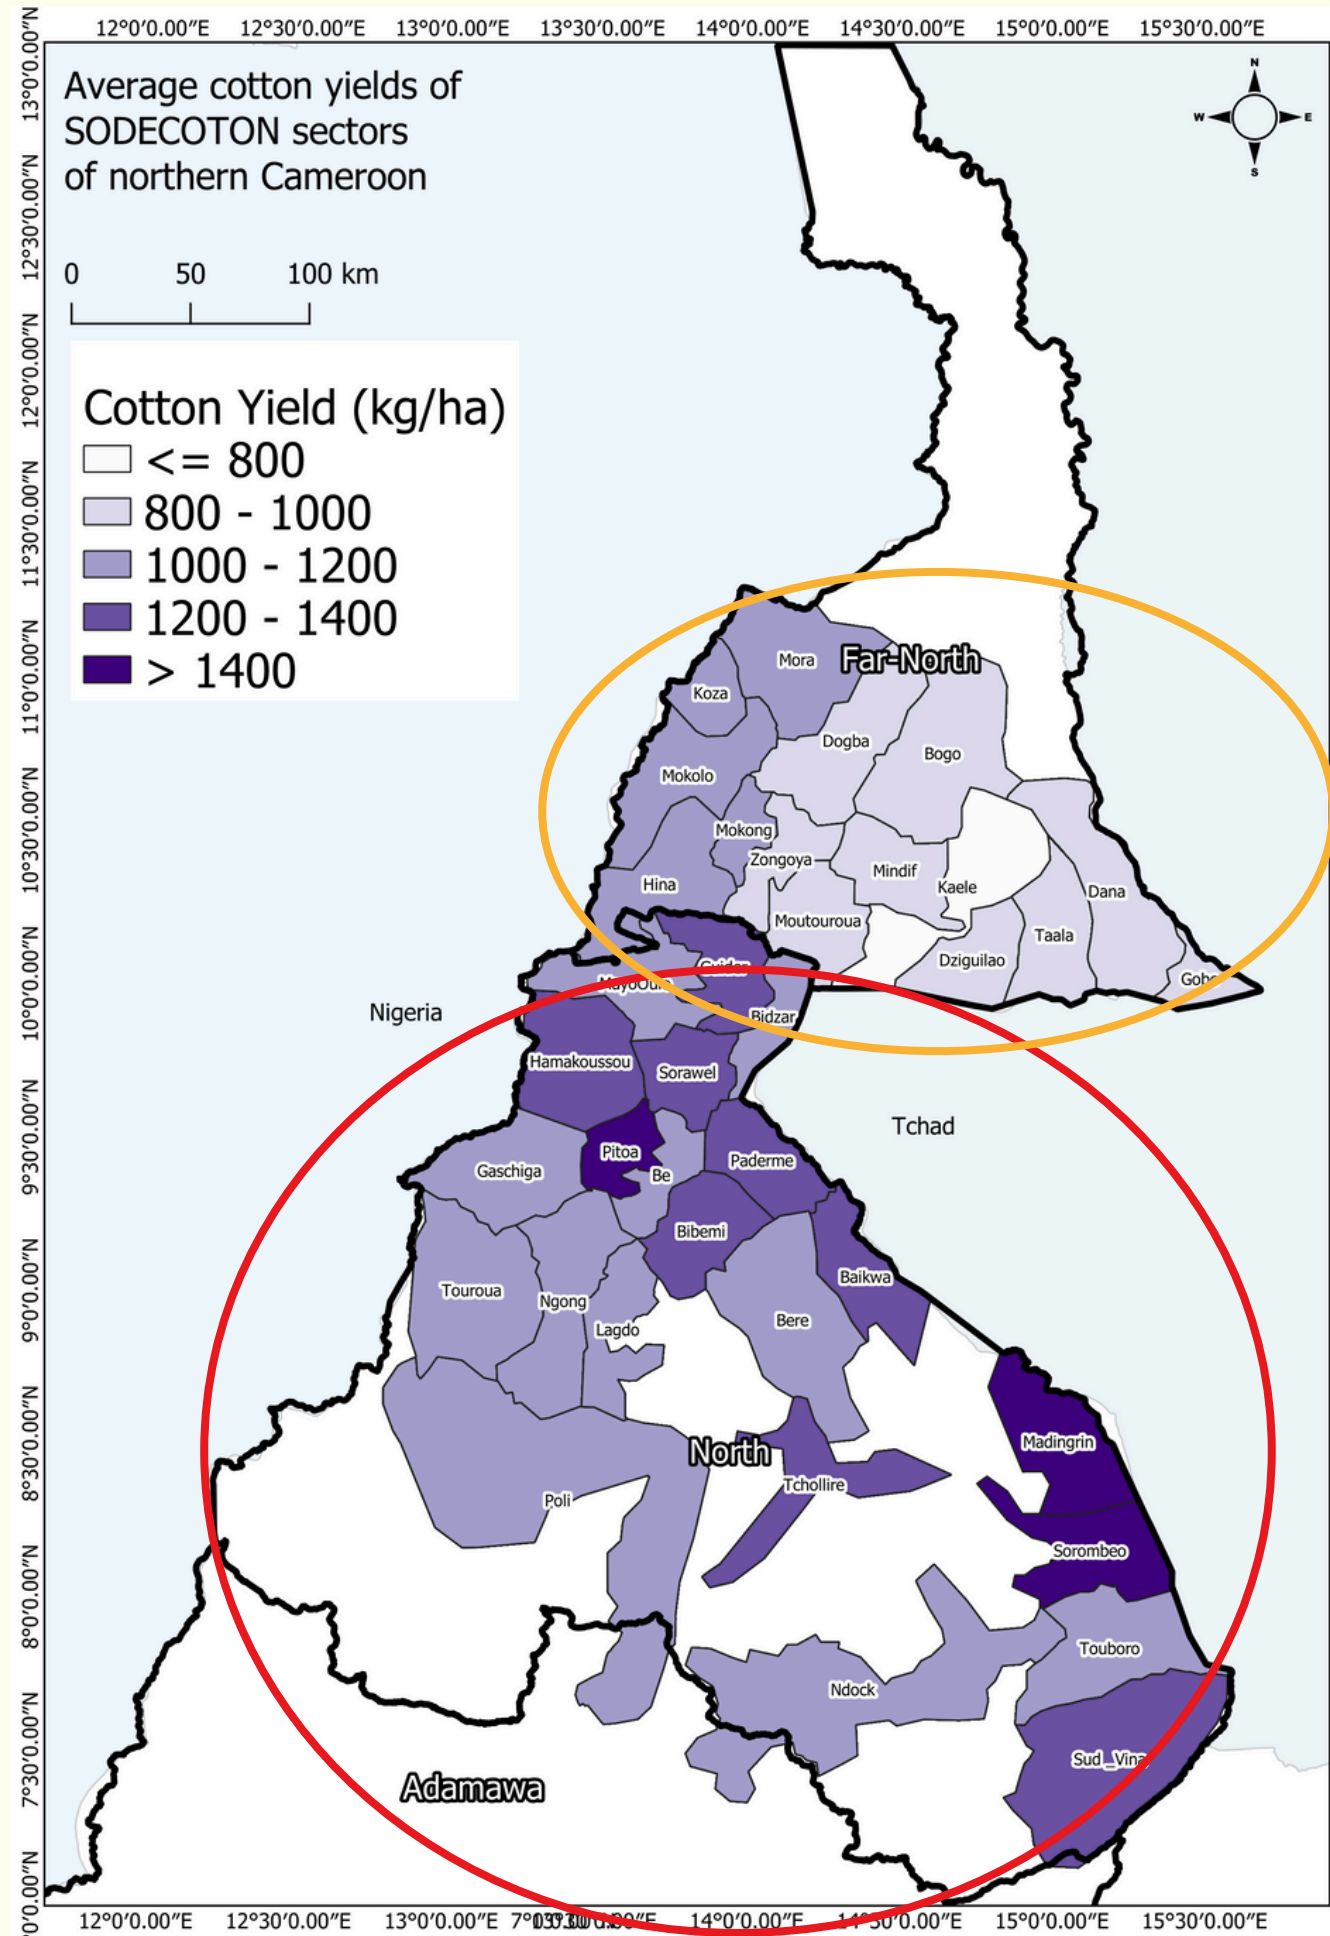 12°0′0.00″E 12°30′0.00″E 13°0′0.00″E 13°30′0.00″E 14°0′0.00″E 14°30′0.00″E 15°0′0.00″E 15°30′0.00″E
Average cotton yields of
SODECOTON sectors
of northern Cameroon
N
W E
S
0 50 100 km
Cotton Yield (kg/ha)
<= 800
800 - 1000
1000 - 1200
1200 - 1400
> 1400
13°0′0.00″N
12°30′0.00″N
12°0′0.00″N
11°30′0.00″N
11°0′0.00″N
10°30′0.00″N
10°0′0.00″N
9°30′0.00″N
9°0′0.00″N
8°30′0.00″N
8°0′0.00″N
7°30′0.00″N
Mora
Far-North
Koza
Dogba
Bogo
Mokolo
Mokong
Zongoya
Mindif
Hina
Kaele
Dana
Moutouroua
Taala
Dziguilao
Guider
Gobo
MayoOulo
Nigeria
Bidzar
Hamakoussou
Sorawel
Tchad
Pitoa
Gaschiga
Be
Paderme
Bibemi
Baikwa
Touroua
Ngong
Lagdo
Bere
Madingrin
North
Tchollire
Poli
Sorombeo
Touboro
Ndock
Sud_Vina
Adamawa
12°0′0.00″E 12°30′0.00″E 13°0′0.00″E 14°0′0.00″E 14°30′0.00″E 15°0′0.00″E 15°30′0.00″E